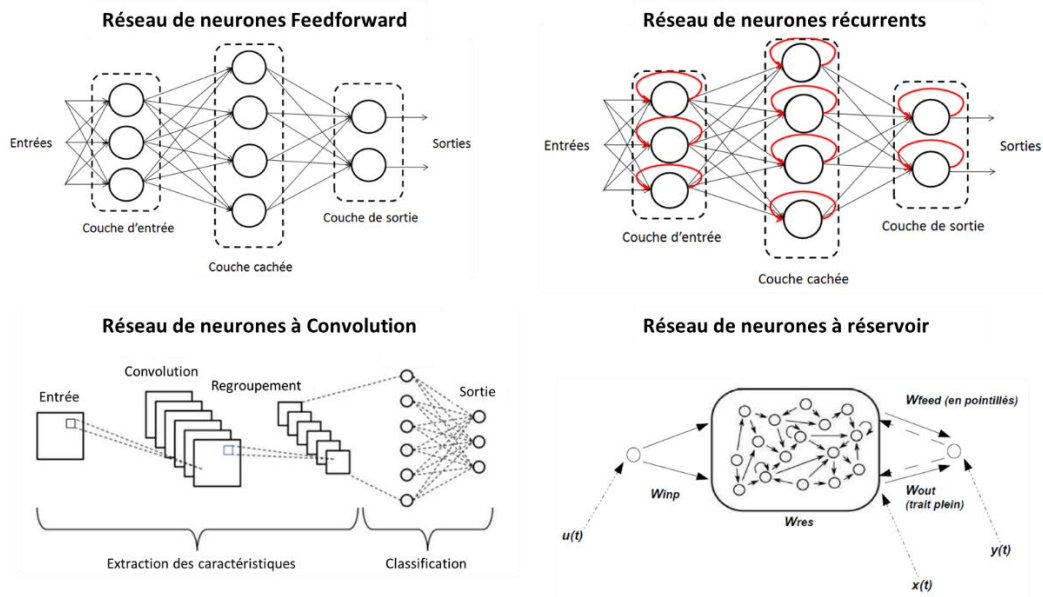 Réseau de neurones Feedforward
Entrées
Sorties
Couche d'entrée
Couche de sortie
Couche cachée
Réseau de neurones récurrents
Entrées
Sorties
Couche d'entrée
Couche de sortie
Couche cachée
Réseau de neurones à Convolution
Convolution
Entrée
Regroupement
Sortie
Extraction des caractéristiques
Classification
Réseau de neurones à réservoir
Wfeed (en pointillés)
Winp
Wout
(trait plein)
Wres
u(t)
y(t)
x(t)